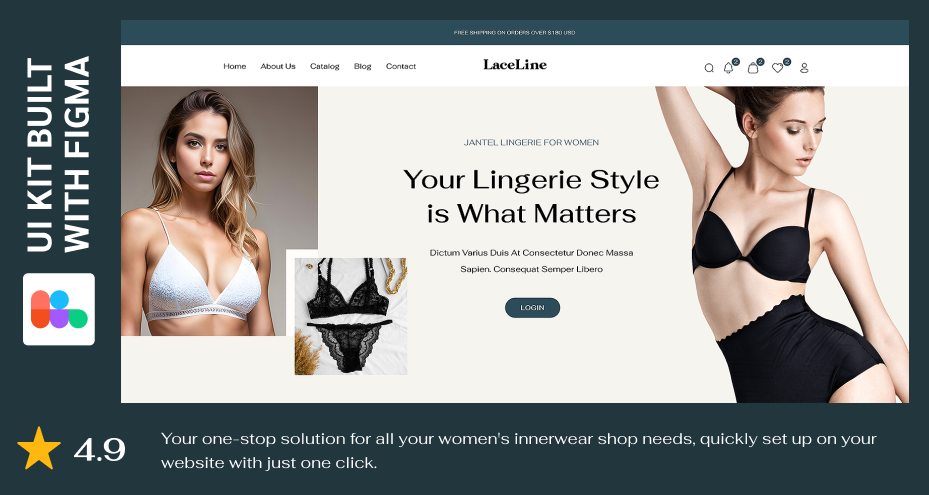 UI KIT BUILT
WITH FIGMA
FREE SHIPPING ON ORDERS OVER $180 USD
Home About Us Catalog Blog Contact
LaceLine
2 2 2
JANTEL LINGERIE FOR WOMEN
Your Lingerie Style
is What Matters
Dictum Varius Duis At Consectetur Donec Massa
Sapien. Consequat Semper Libero
LOGIN
4.9
Your one-stop solution for all your women's innerwear shop needs, quickly set up on your
website with just one click.